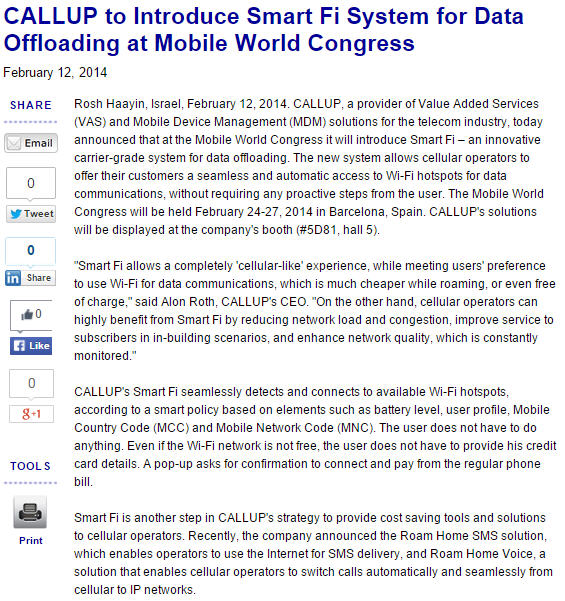 CALLUP to Introduce Smart Fi System for Data
Offloading at Mobile World Congress
February 12, 2014
SHARE
Email
0
Tweet
0
in Share
0
f Like
0
g+1
TOOLS
Print
Rosh Haayin, Israel, February 12, 2014. CALLUP, a provider of Value Added Services
(VAS) and Mobile Device Management (MDM) solutions for the telecom industry, today
announced that at the Mobile World Congress it will introduce Smart Fi – an innovative
carrier-grade system for data offloading. The new system allows cellular operators to
offer their customers a seamless and automatic access to Wi-Fi hotspots for data
communications, without requiring any proactive steps from the user. The Mobile World
Congress will be held February 24-27, 2014 in Barcelona, Spain. CALLUP's solutions
will be displayed at the company's booth (#5D81, hall 5).
"Smart Fi allows a completely 'cellular-like' experience, while meeting users' preference
to use Wi-Fi for data communications, which is much cheaper while roaming, or even free
of charge," said Alon Roth, CALLUP's CEO. "On the other hand, cellular operators can
highly benefit from Smart Fi by reducing network load and congestion, improve service to
subscribers in in-building scenarios, and enhance network quality, which is constantly
monitored."
CALLUP's Smart Fi seamlessly detects and connects to available Wi-Fi hotspots,
according to a smart policy based on elements such as battery level, user profile, Mobile
Country Code (MCC) and Mobile Network Code (MNC). The user does not have to do
anything. Even if the Wi-Fi network is not free, the user does not have to provide his credit
card details. A pop-up asks for confirmation to connect and pay from the regular phone
bill.
Smart Fi is another step in CALLUP's strategy to provide cost saving tools and solutions
to cellular operators. Recently, the company announced the Roam Home SMS solution,
which enables operators to use the Internet for SMS delivery, and Roam Home Voice, a
solution that enables cellular operators to switch calls automatically and seamlessly from
cellular to IP networks.